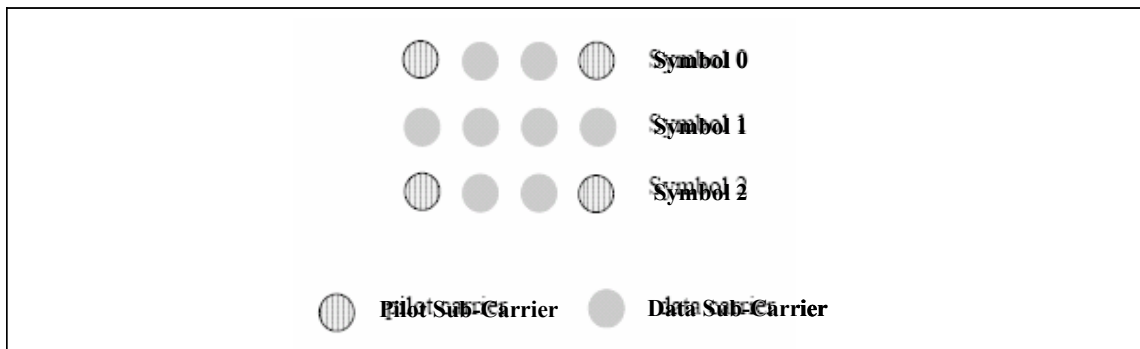 Symbol 0
Symbol 1
Symbol 2
Pilot Sub-Carrier
Data Sub-Carrier